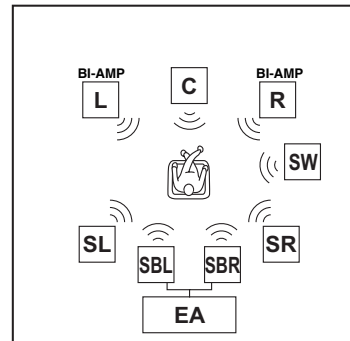 BI-AMP BI-AMP
L C R
SW
SL SR
SBL SBR
EA